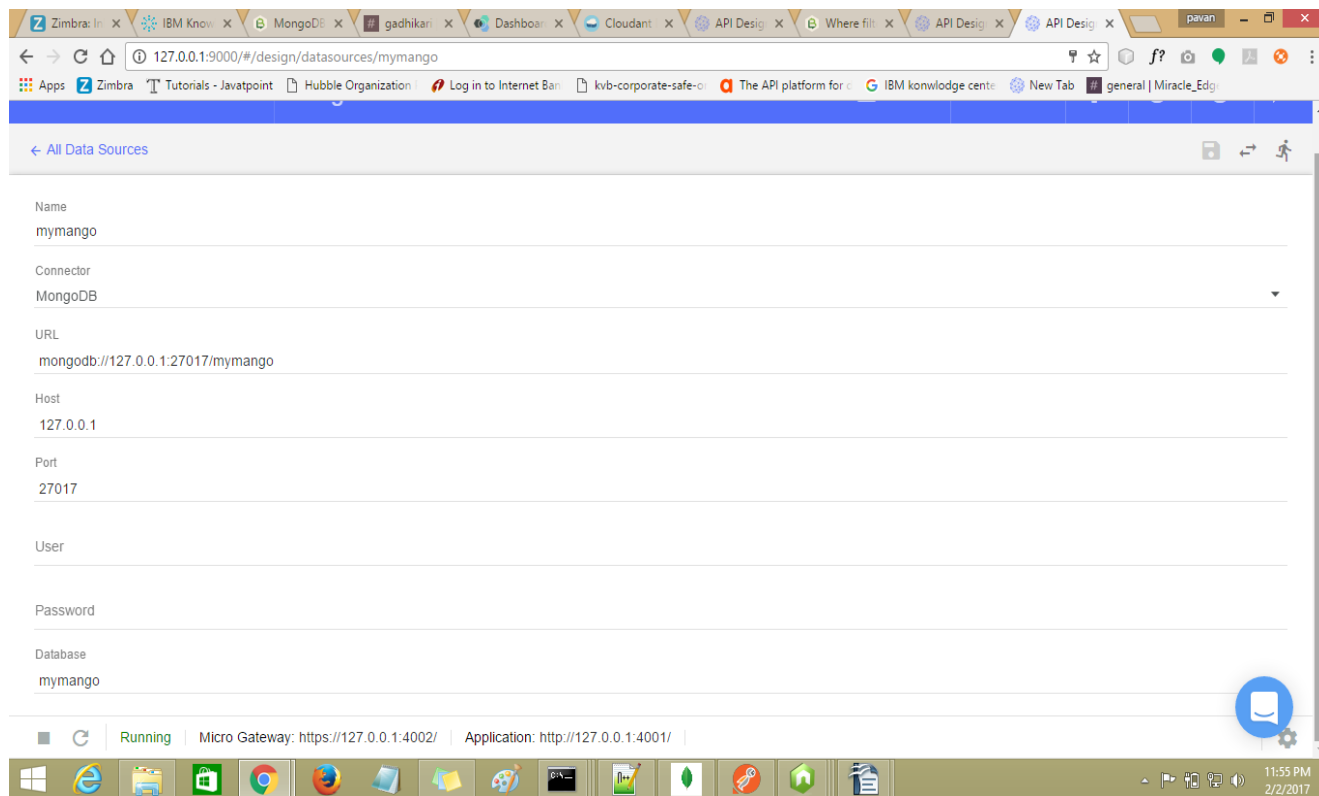 Zimbra: In
IBM Know
MongoDB
# gadhikari
Dashboar
Cloudant
API Desig
Where filt
API Desig
API Desig
pavan
127.0.0.1:9000/#/design/datasources/mymango
f?
Apps Zimbra Tutorials - Javatpoint Hubble Organization Log in to Internet Ban kvb-corporate-safe-o The API platform for IBM konwlodge cente New Tab # general | Miracle_Edg
← All Data Sources
Name
mymango
Connector
MongoDB
URL
mongodb://127.0.0.1:27017/mymango
Host
127.0.0.1
Port
27017
User
Password
Database
mymango
Running Micro Gateway: https://127.0.0.1:4002/ Application: http://127.0.0.1:4001/
11:55 PM
2/2/2017